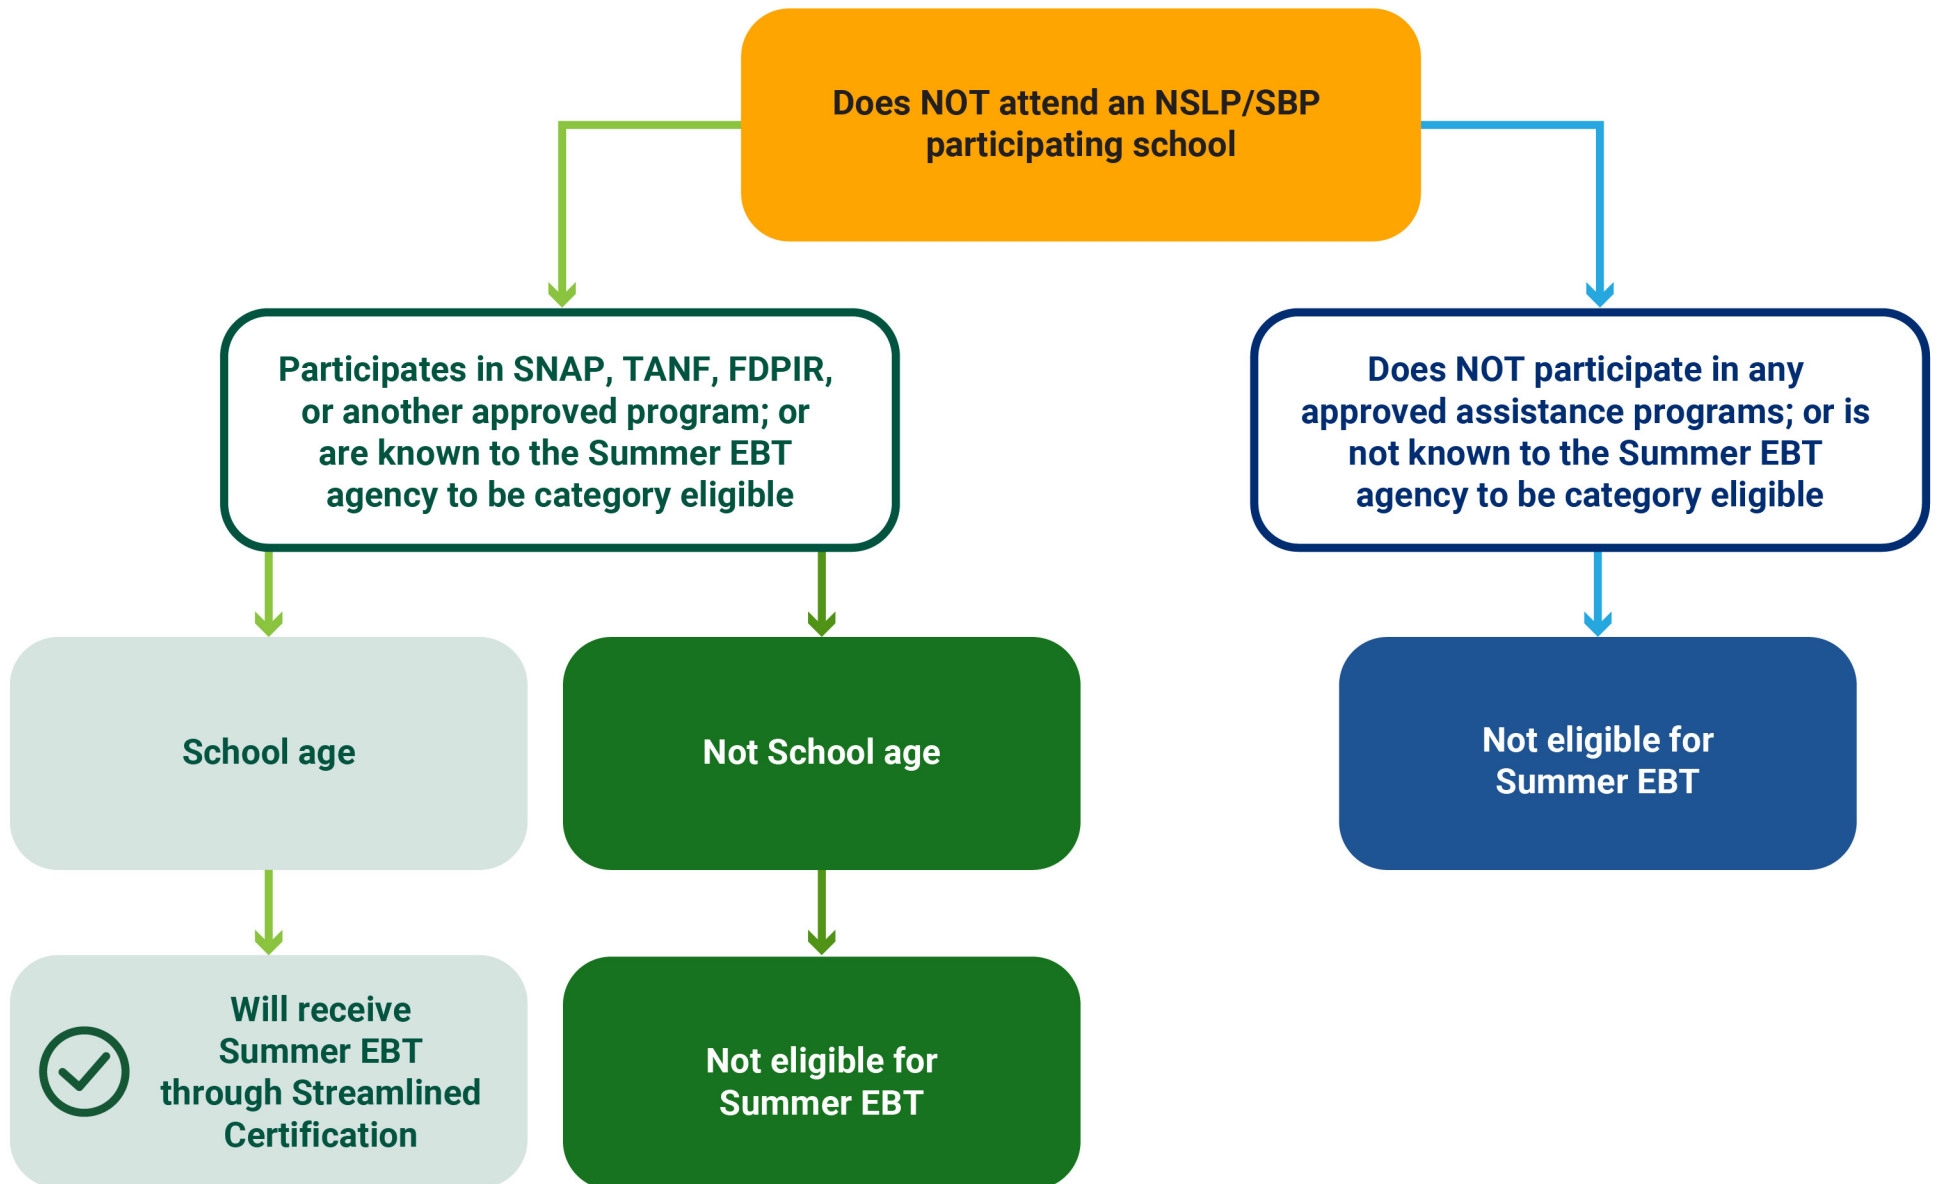 Does NOT attend an NSLP/SBP
participating school
Participates in SNAP, TANF, FDPIR,
or another approved program; or
are known to the Summer EBT
agency to be category eligible
Does NOT participate in any
approved assistance programs; or is
not known to the Summer EBT
agency to be category eligible
School age
Not School age
Not eligible for
Summer EBT
Will receive
Summer EBT
through Streamlined
Certification
Not eligible for
Summer EBT